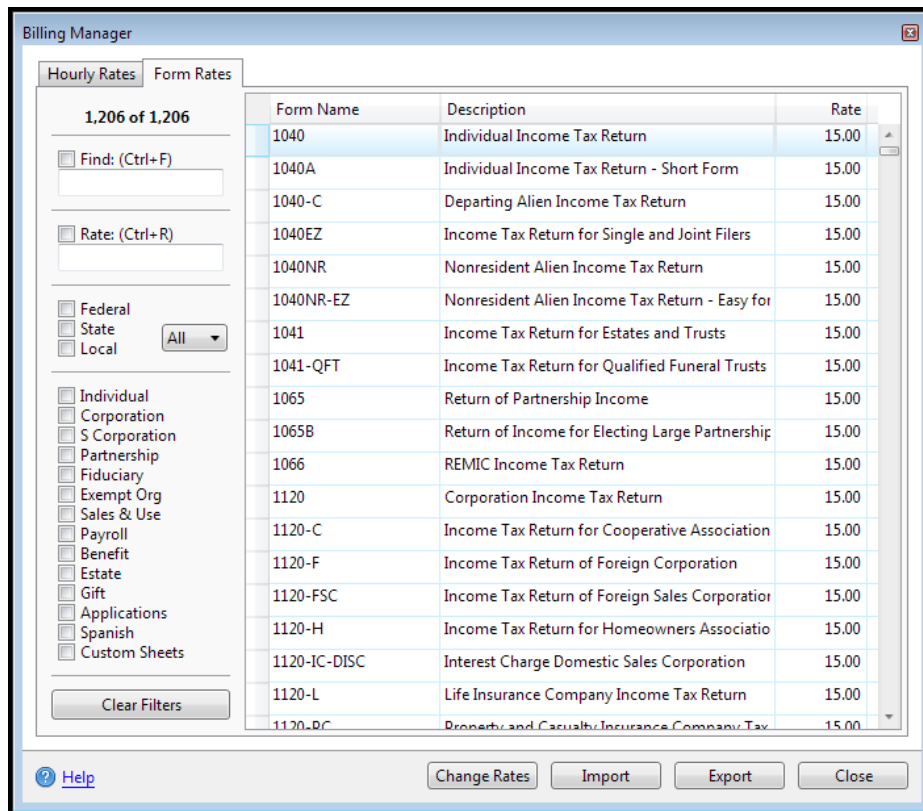 Billing Manager
Hourly Rates Form Rates
1,206 of 1,206
Find: (Ctrl+F)
Rate: (Ctrl+R)
Federal
State
Local
All
Individual
Corporation
S Corporation
Partnership
Fiduciary
Exempt Org
Sales & Use
Payroll
Benefit
Estate
Gift
Applications
Spanish
Custom Sheets
Clear Filters
Form Name Description Rate
1040 Individual Income Tax Return 15.00
1040A Individual Income Tax Return - Short Form 15.00
1040-C Departing Alien Income Tax Return 15.00
1040EZ Income Tax Return for Single and Joint Filers 15.00
1040NR Nonresident Alien Income Tax Return 15.00
1040NR-EZ Nonresident Alien Income Tax Return - Easy for 15.00
1041 Income Tax Return for Estates and Trusts 15.00
1041-QFT Income Tax Return for Qualified Funeral Trusts 15.00
1065 Return of Partnership Income 15.00
1065B Return of Income for Electing Large Partnership 15.00
1066 REMIC Income Tax Return 15.00
1120 Corporation Income Tax Return 15.00
1120-C Income Tax Return for Cooperative Association 15.00
1120-F Income Tax Return of Foreign Corporation 15.00
1120-FSC Income Tax Return of Foreign Sales Corporation 15.00
1120-H Income Tax Return for Homeowners Associatio 15.00
1120-IC-DISC Interest Charge Domestic Sales Corporation 15.00
1120-L Life Insurance Company Income Tax Return 15.00
1120-PC Property and Casualty Insurance Company Tax 15.00
Help
Change Rates Import Export Close